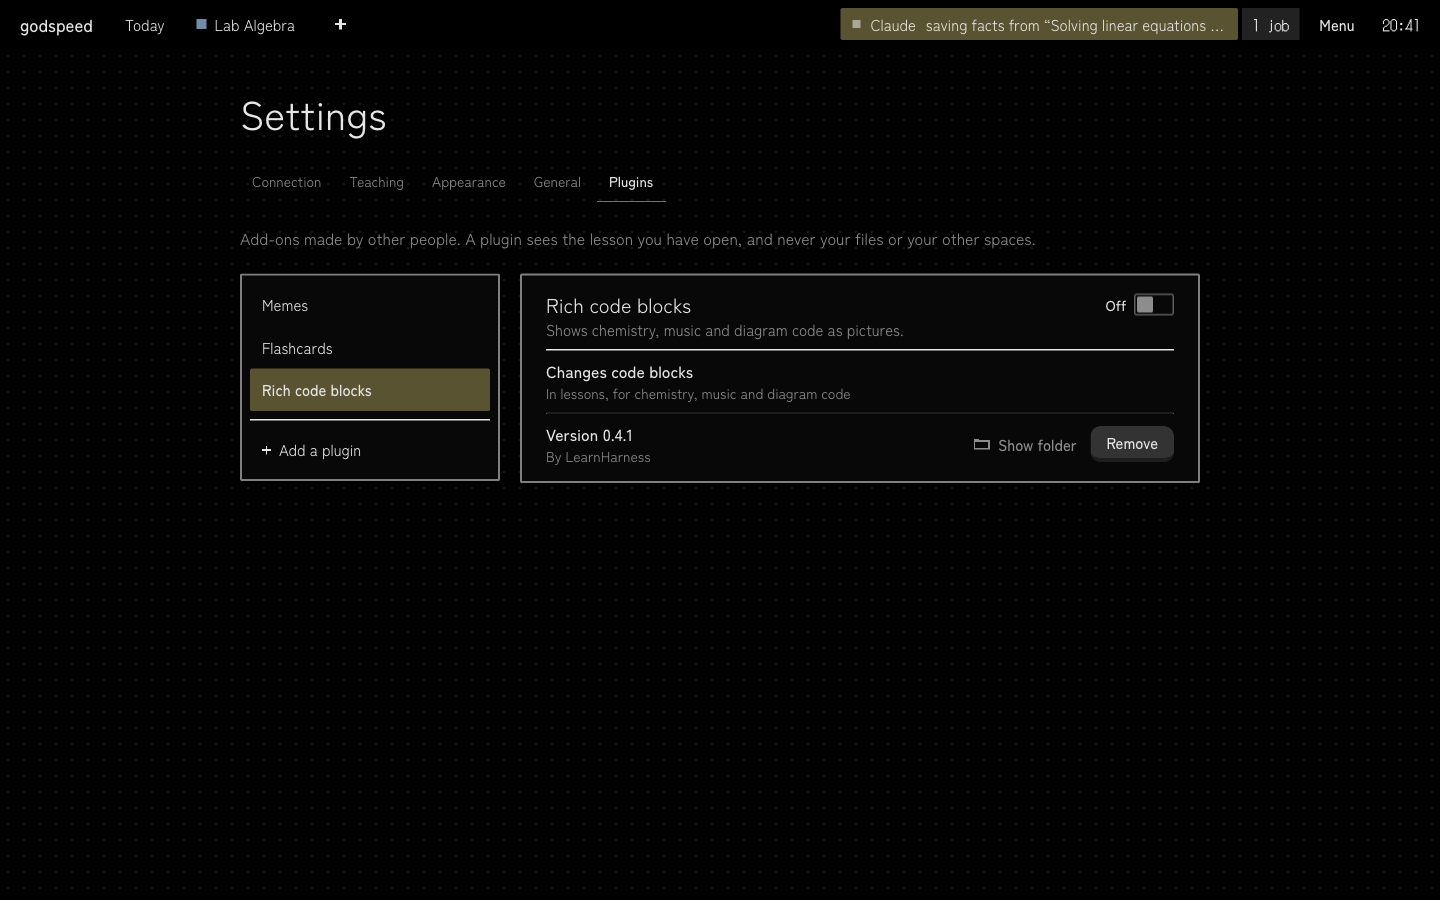 godspeed Today Lab Algebra + Claude saving facts from “Solving linear equations ... 1 job Menu 20:41
Settings
Connection Teaching Appearance General Plugins
Add-ons made by other people. A plugin sees the lesson you have open, and never your files or your other spaces.
Memes
Flashcards
Rich code blocks
+ Add a plugin
Rich code blocks Off
Shows chemistry, music and diagram code as pictures.
Changes code blocks
In lessons, for chemistry, music and diagram code
Version 0.4.1
By LearnHarness
Show folder Remove